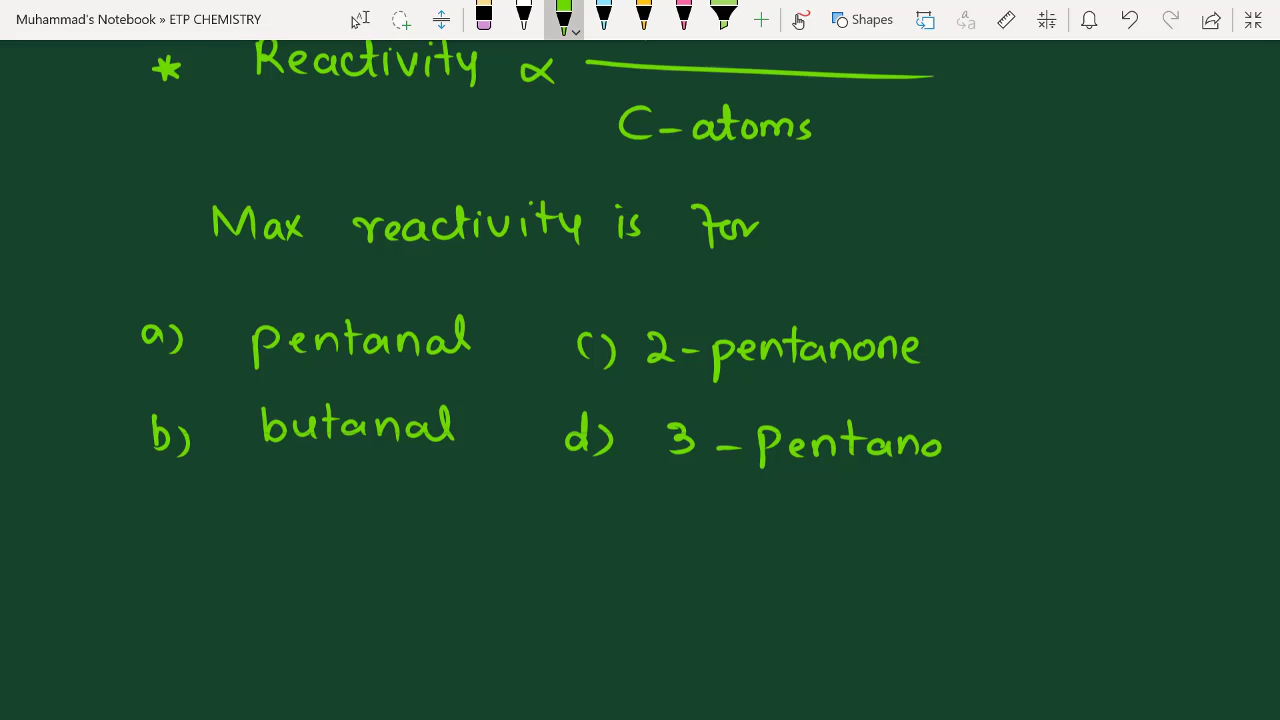 Muhammad's Notebook » ETP CHEMISTRY
Shapes
* Reactivity ∝
C-atoms
Max reactivity is for
a) pentanal c) 2-pentanone
b) butanal d) 3-Pentano